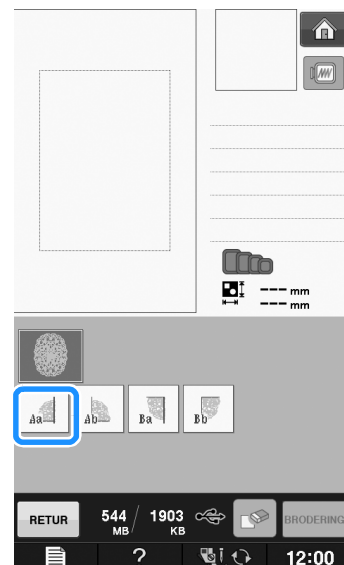 --- mm
--- mm
Aa Ab Ba Bb
RETUR 544 MB / 1903 KB BRODERING
? 12:00